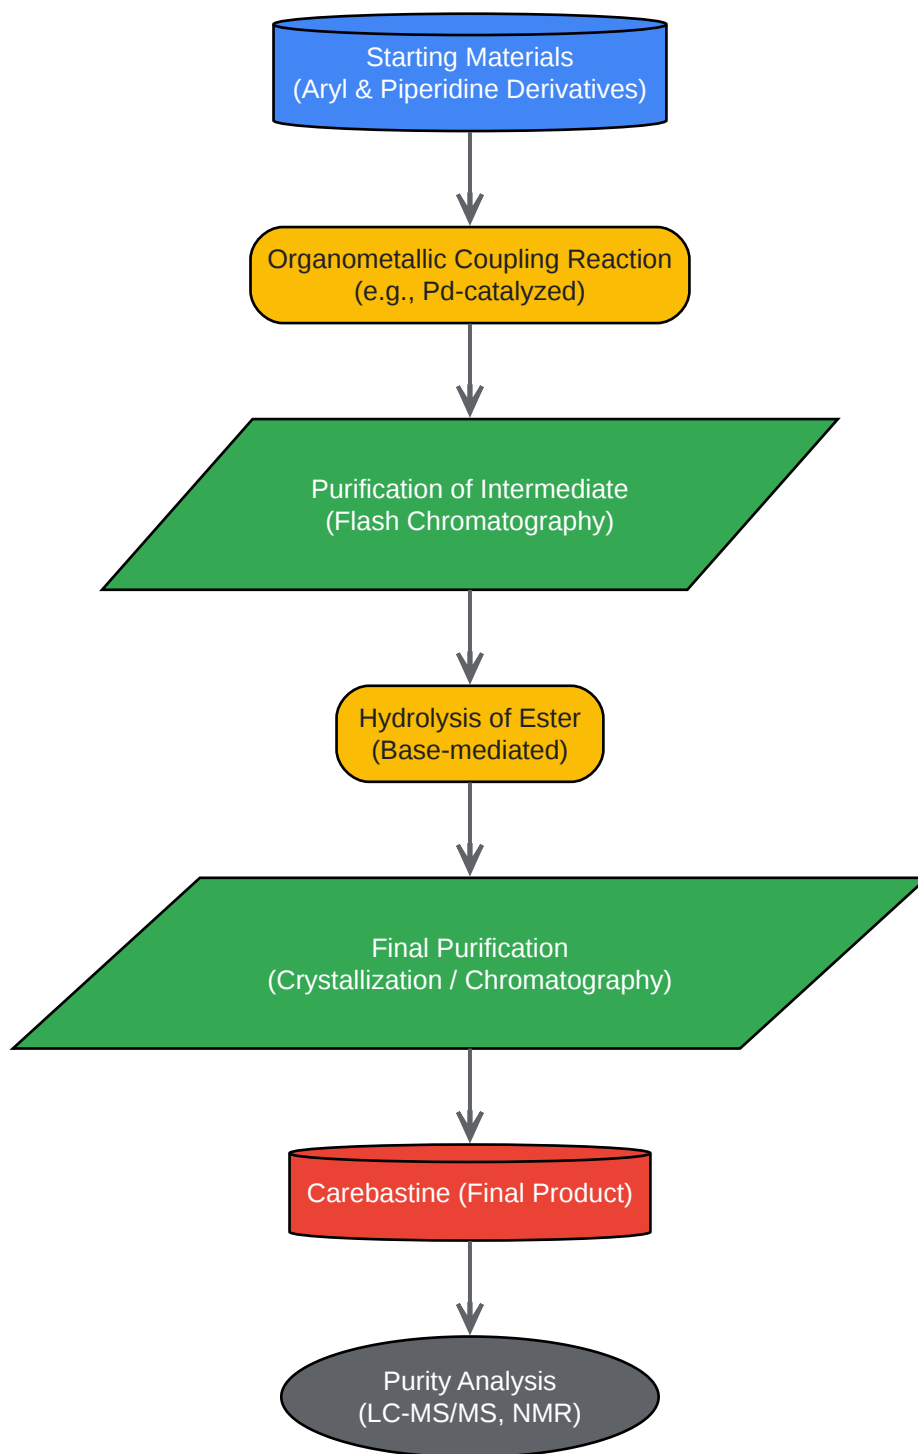 Starting Materials
(Aryl & Piperidine Derivatives)
Organometallic Coupling Reaction
(e.g., Pd-catalyzed)
Purification of Intermediate
(Flash Chromatography)
Hydrolysis of Ester
(Base-mediated)
Final Purification
(Crystallization / Chromatography)
Carebastine (Final Product)
Purity Analysis
(LC-MS/MS, NMR)